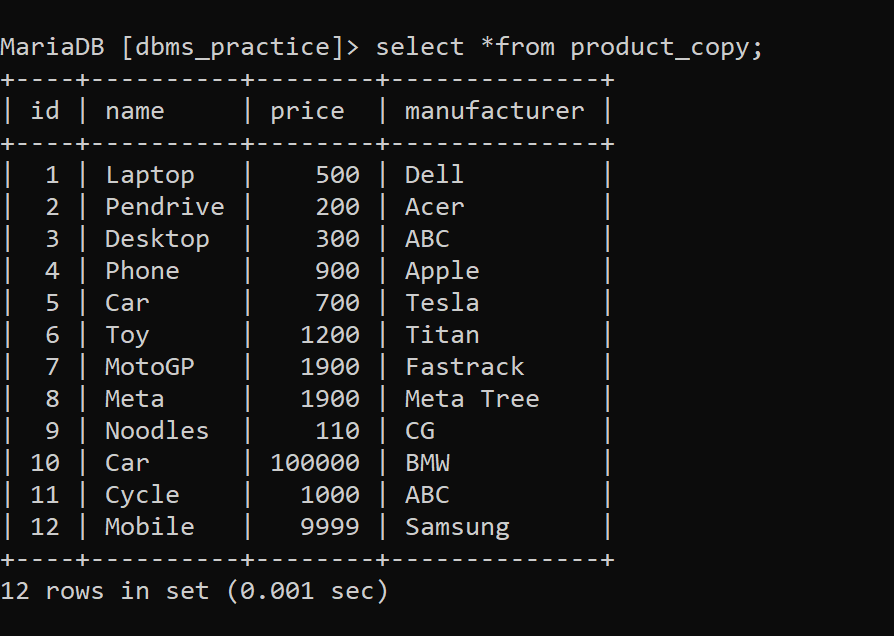 MariaDB [dbms_practice]> select *from product_copy;
+----+----------+--------+--------------+
| id | name     | price  | manufacturer |
+----+----------+--------+--------------+
|  1 | Laptop   |    500 | Dell         |
|  2 | Pendrive |    200 | Acer         |
|  3 | Desktop  |    300 | ABC          |
|  4 | Phone    |    900 | Apple        |
|  5 | Car      |    700 | Tesla        |
|  6 | Toy      |   1200 | Titan        |
|  7 | MotoGP   |   1900 | Fastrack     |
|  8 | Meta     |   1900 | Meta Tree    |
|  9 | Noodles  |    110 | CG           |
| 10 | Car      | 100000 | BMW          |
| 11 | Cycle    |   1000 | ABC          |
| 12 | Mobile   |   9999 | Samsung      |
+----+----------+--------+--------------+
12 rows in set (0.001 sec)